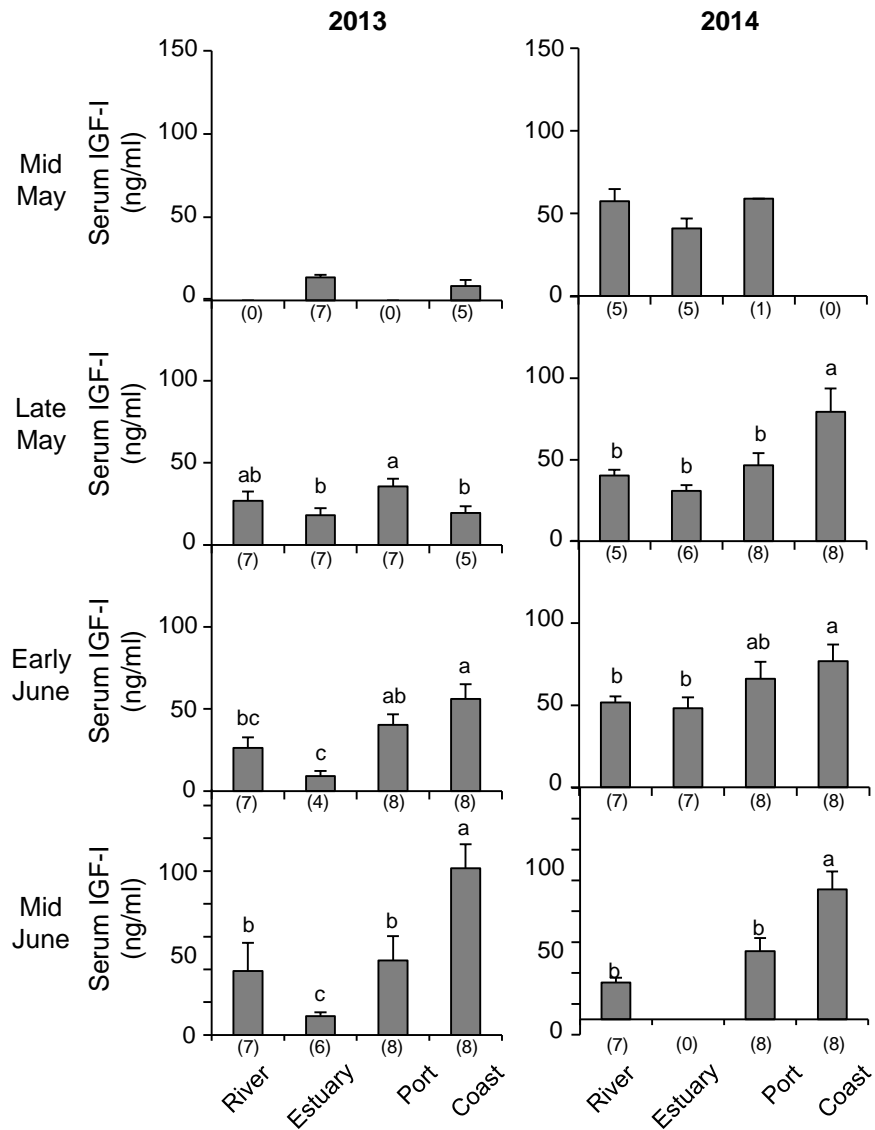 2013 2014
Mid
May
Serum IGF-I
(ng/ml)
150
100
50
0
(0) (7) (0) (5)
150
100
50
0
(5) (5) (1) (0)
Late
May
Serum IGF-I
(ng/ml)
100
50
0
ab b a b
(7) (7) (7) (5)
100
50
0
b b b a
(5) (6) (8) (8)
Early
June
Serum IGF-I
(ng/ml)
100
50
0
bc c ab a
(7) (4) (8) (8)
100
50
0
b b ab a
(7) (7) (8) (8)
Mid
June
Serum IGF-I
(ng/ml)
100
50
0
b c b a
(7) (6) (8) (8)
100
50
0
b b a
(7) (0) (8) (8)
River Estuary Port Coast
River Estuary Port Coast